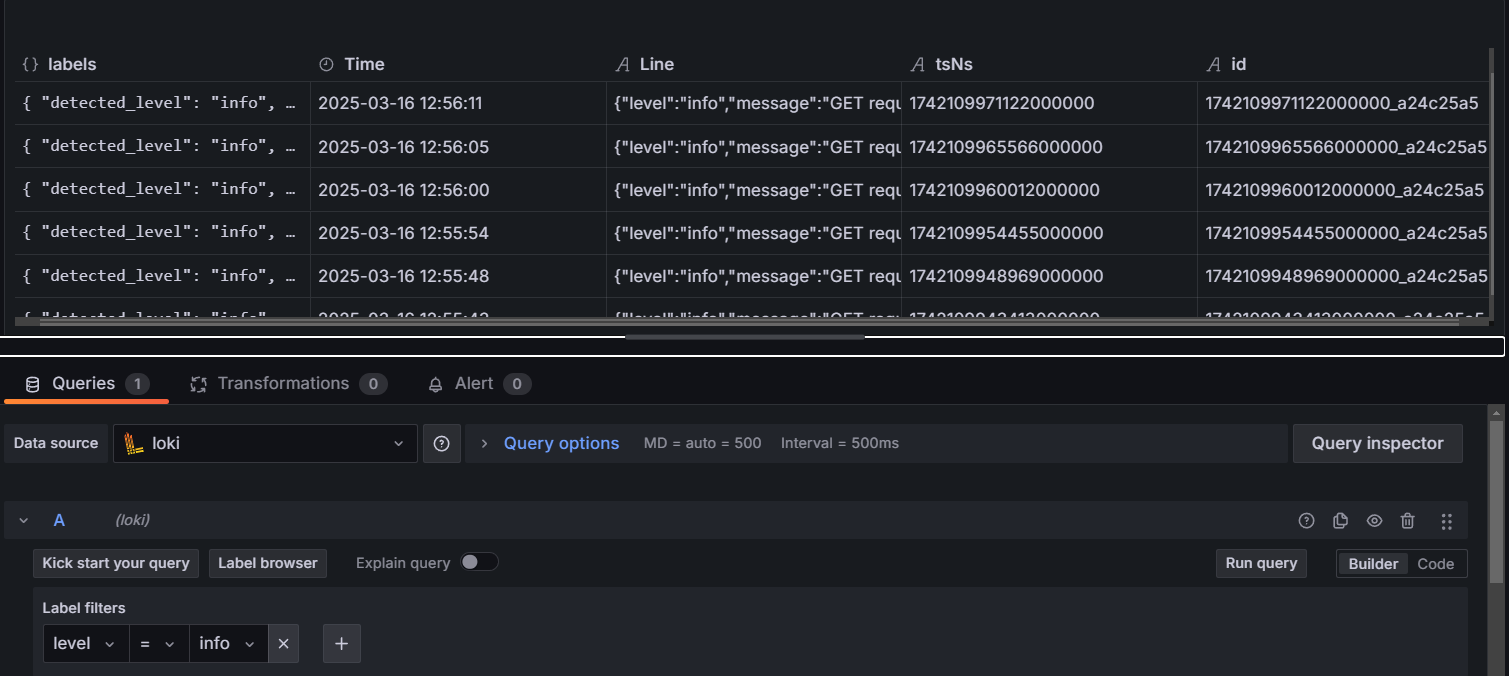 {} labels Time Line tsNs id
{ "detected_level": "info", … 2025-03-16 12:56:11 {"level":"info","message":"GET requ 1742109971122000000 1742109971122000000_a24c25a5
{ "detected_level": "info", … 2025-03-16 12:56:05 {"level":"info","message":"GET requ 1742109965566000000 1742109965566000000_a24c25a5
{ "detected_level": "info", … 2025-03-16 12:56:00 {"level":"info","message":"GET requ 1742109960012000000 1742109960012000000_a24c25a5
{ "detected_level": "info", … 2025-03-16 12:55:54 {"level":"info","message":"GET requ 1742109954455000000 1742109954455000000_a24c25a5
{ "detected_level": "info", … 2025-03-16 12:55:48 {"level":"info","message":"GET requ 1742109948969000000 1742109948969000000_a24c25a5
Queries 1 Transformations 0 Alert 0
Data source loki Query options MD = auto = 500 Interval = 500ms Query inspector
A (loki)
Kick start your query Label browser Explain query Run query Builder Code
Label filters
level = info × +